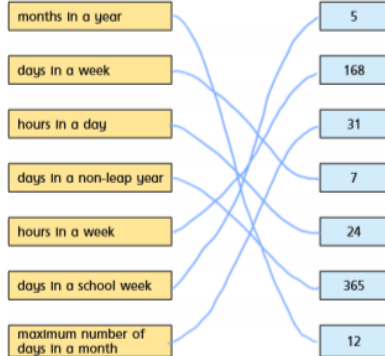 months in a year
5
days in a week
168
hours in a day
31
days in a non-leap year
7
hours in a week
24
days in a school week
365
maximum number of
days in a month
12